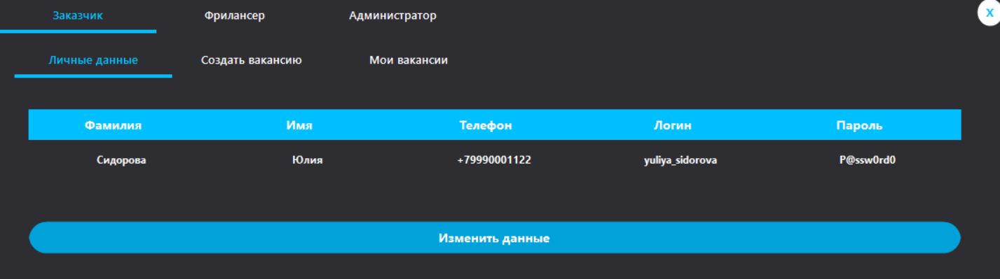 Заказчик Фрилансер Администратор X
Личные данные Создать вакансию Мои вакансии
Фамилия Имя Телефон Логин Пароль
Сидорова Юлия +79990001122 yuliya_sidorova P@ssw0rd0
Изменить данные